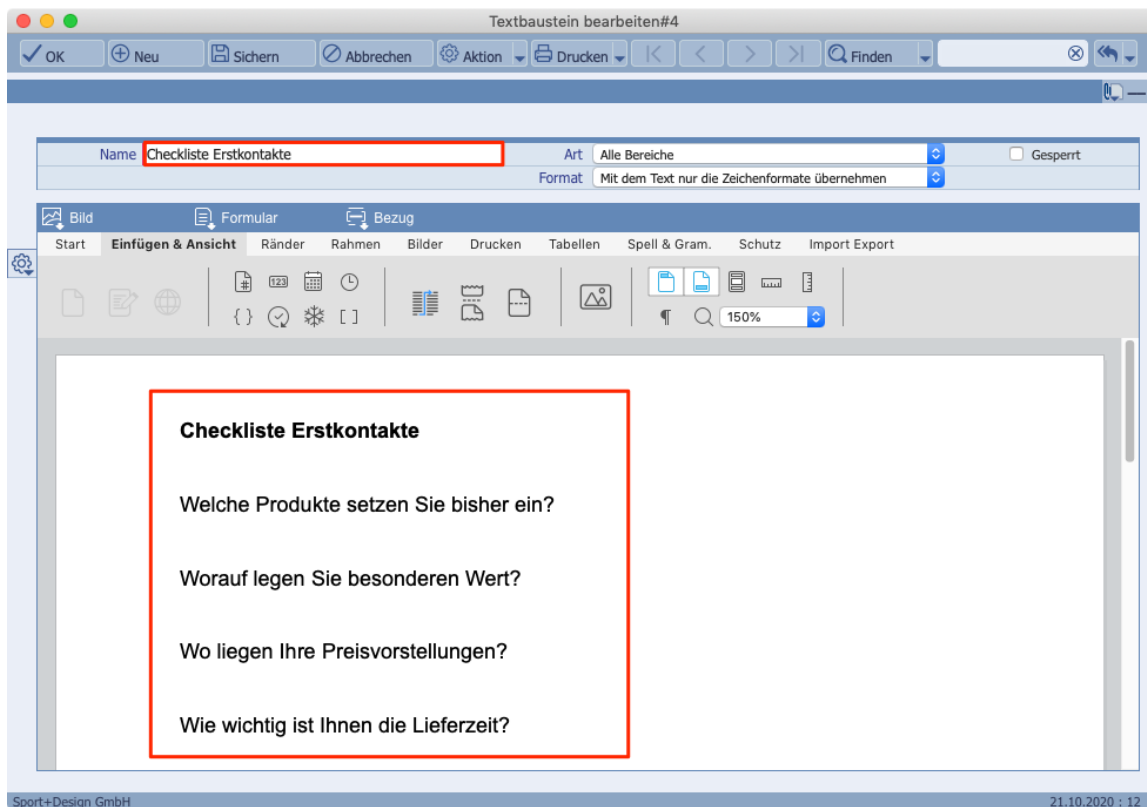 Textbaustein bearbeiten#4
OK Neu Sichern Abbrechen Aktion Drucken Finden
Name Checkliste Erstkontakte Art Alle Bereiche Gesperrt
Format Mit dem Text nur die Zeichenformate übernehmen
Bild Formular Bezug
Start Einfügen & Ansicht Ränder Rahmen Bilder Drucken Tabellen Spell & Gram. Schutz Import Export
123
150%
Checkliste Erstkontakte
Welche Produkte setzen Sie bisher ein?
Worauf legen Sie besonderen Wert?
Wo liegen Ihre Preisvorstellungen?
Wie wichtig ist Ihnen die Lieferzeit?
Sport+Design GmbH 21.10.2020 : 12